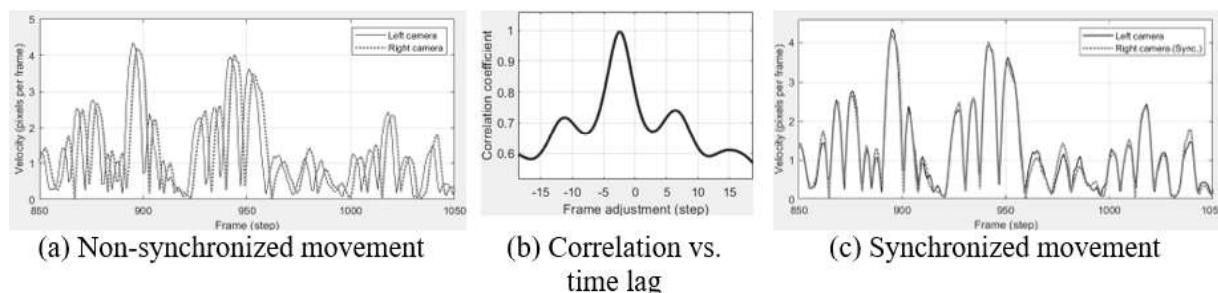 5
4
3
2
1
0
Velocity (pixels per frame)
Left camera
Right camera
850
900
950
1000
1050
Frame (step)
(a) Non-synchronized movement
1
0.9
0.8
0.7
0.6
Correlation coefficient
-15
-10
-5
0
5
10
15
Frame adjustment (step)
(b) Correlation vs.
time lag
4
3
2
1
0
Velocity (pixels per frame)
Left camera
Right camera (Sync.)
850
900
950
1000
105
Frame (step)
(c) Synchronized movement